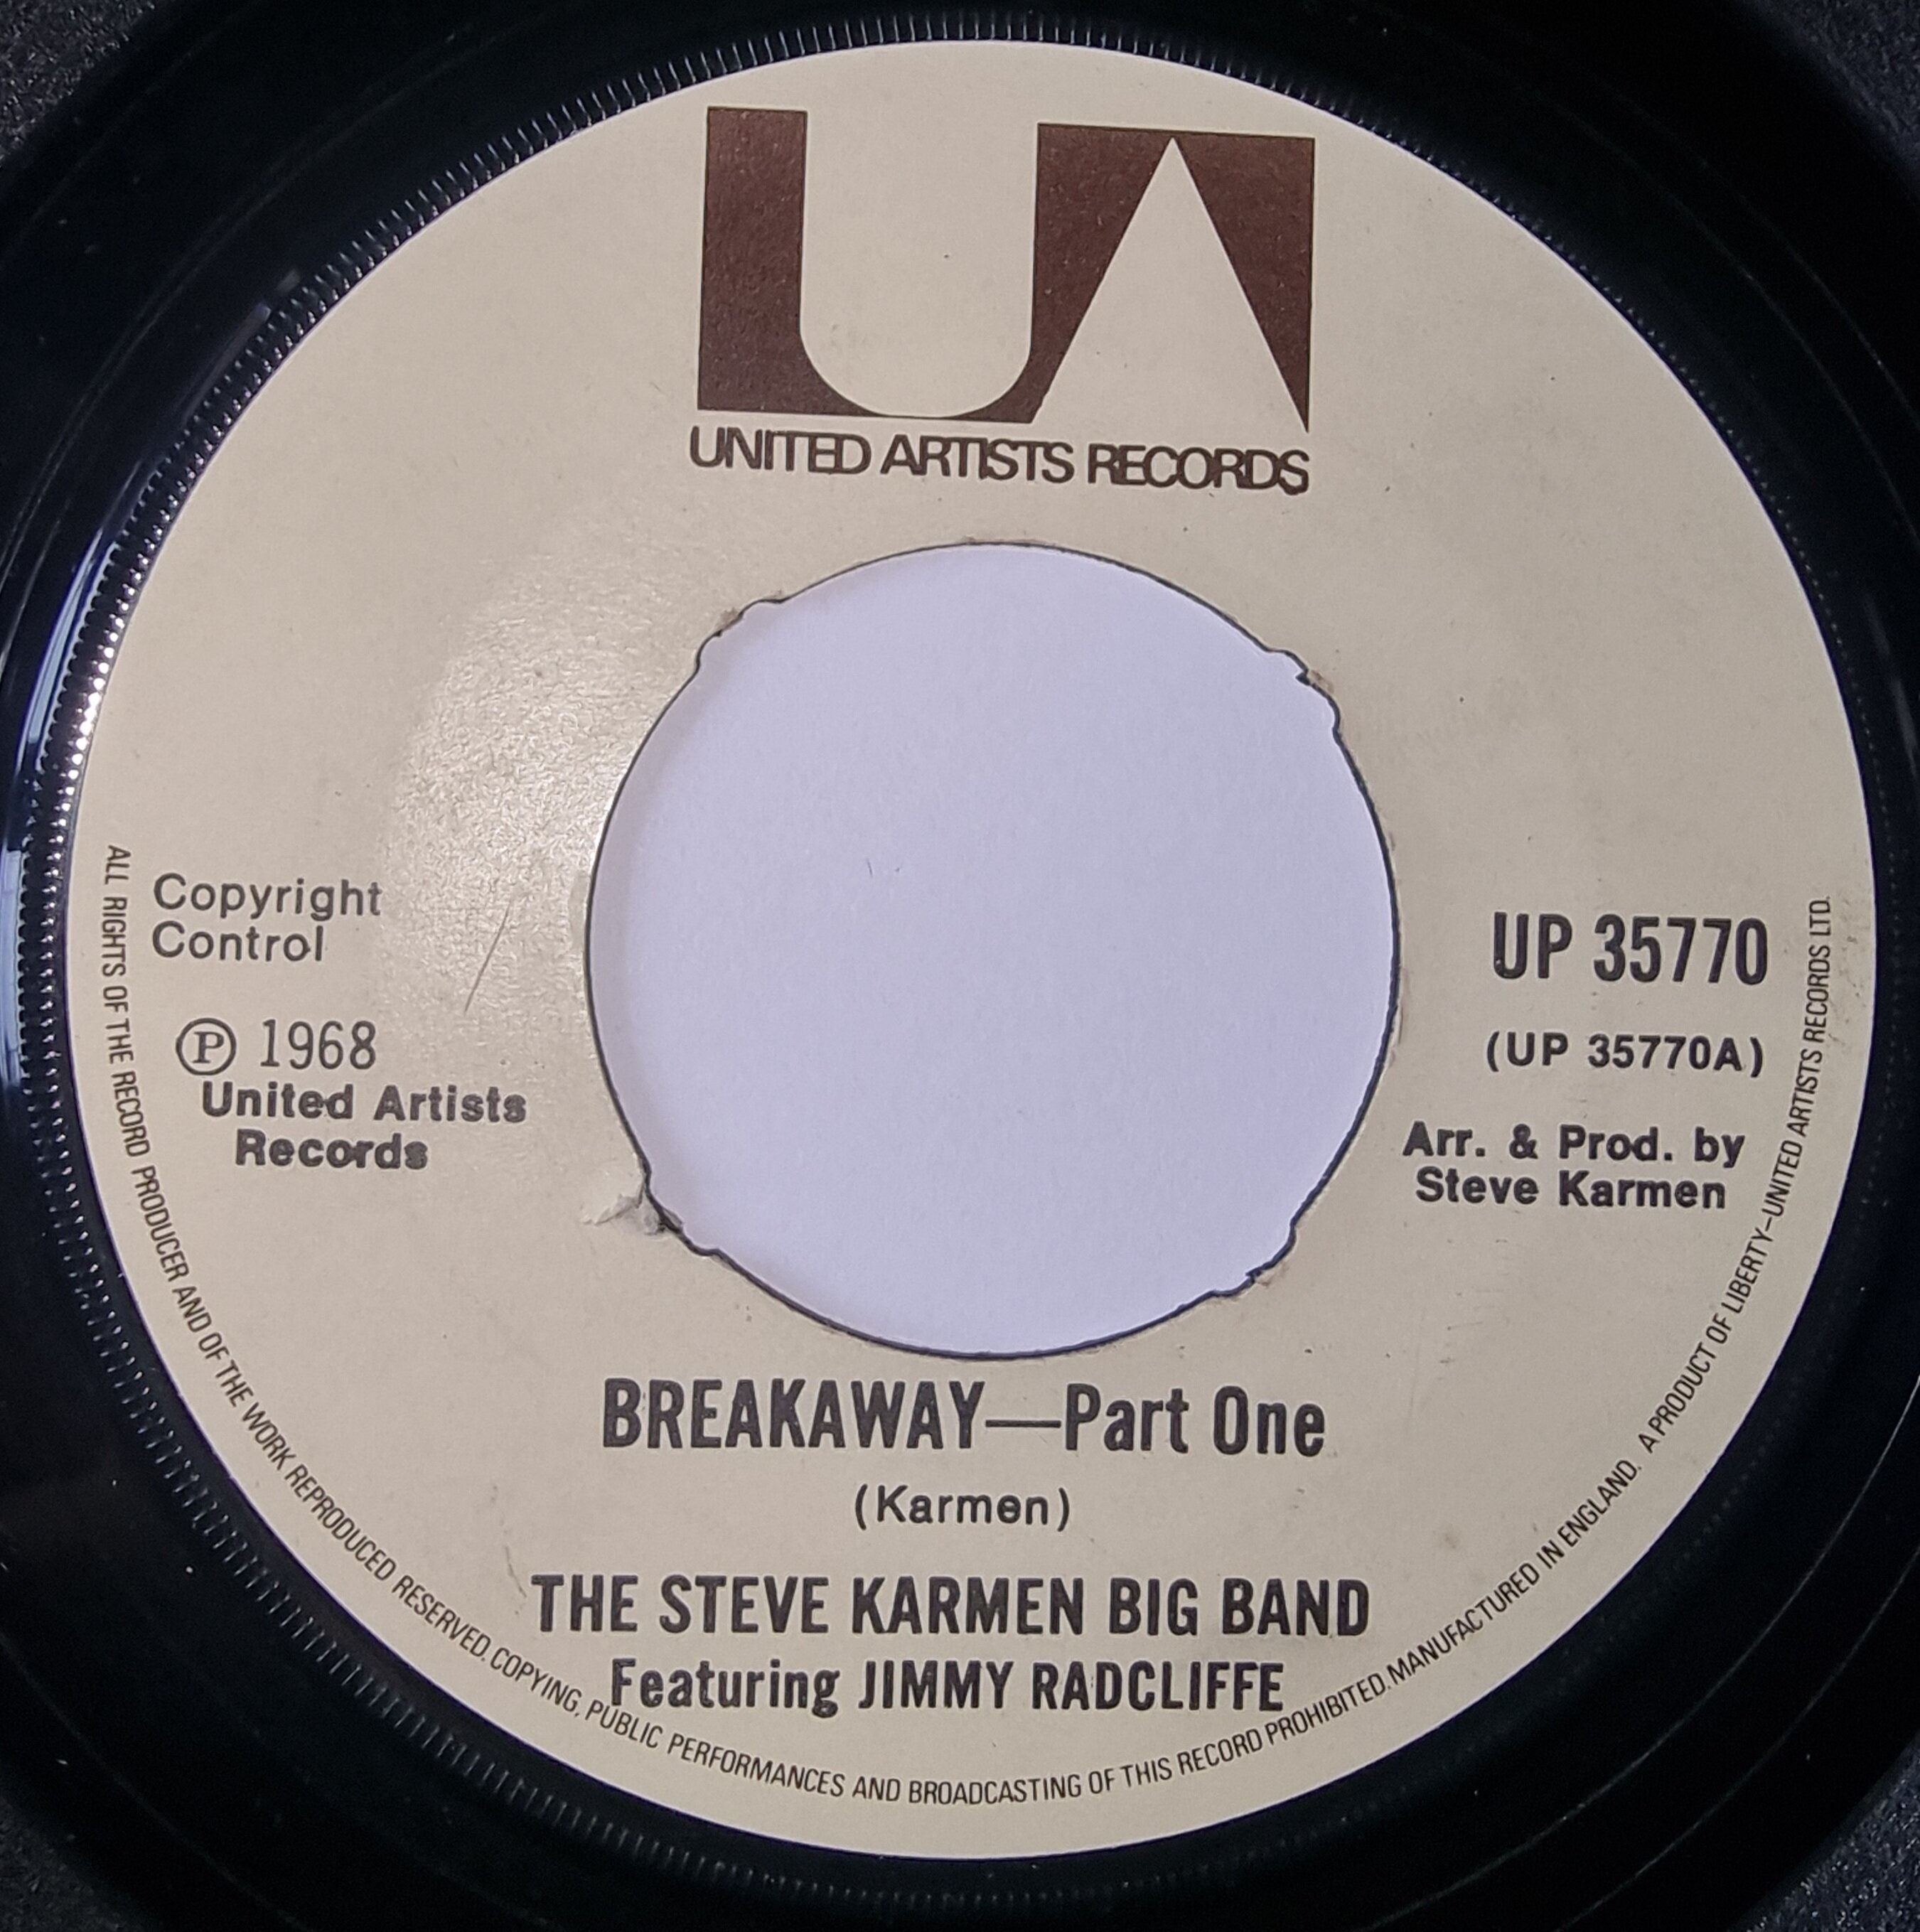 UA
UNITED ARTISTS RECORDS
Copyright
Control
Ⓟ 1968
United Artists
Records
UP 35770
(UP 35770A)
Arr. & Prod. by
Steve Karmen
BREAKAWAY—Part One
(Karmen)
THE STEVE KARMEN BIG BAND
Featuring JIMMY RADCLIFFE
ALL RIGHTS OF THE RECORD PRODUCER AND OF THE WORK REPRODUCED RESERVED. COPYING, PUBLIC PERFORMANCES AND BROADCASTING OF THIS RECORD PROHIBITED. MANUFACTURED IN ENGLAND. A PRODUCT OF LIBERTY–UNITED ARTISTS RECORDS LTD.